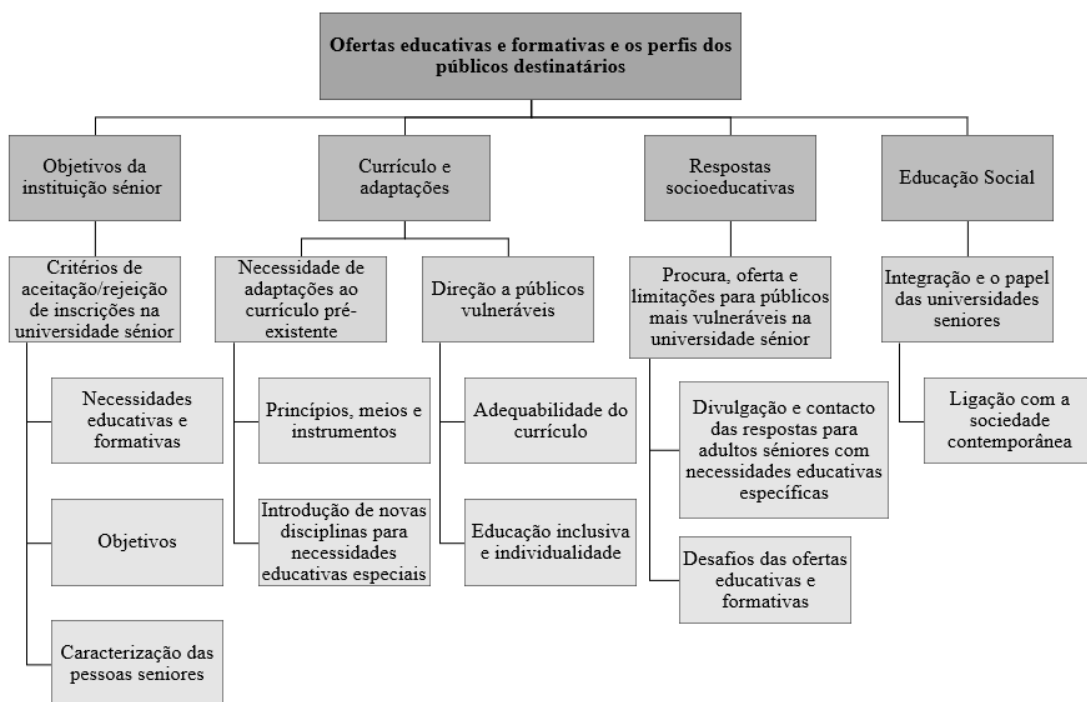 Ofertas educativas e formativas e os perfis dos
públicos destinatários
Objetivos da
instituição sénior
Currículo e
adaptações
Respostas
socioeducativas
Educação Social
Critérios de
aceitação/rejeição
de inscrições na
universidade sénior
Necessidade de
adaptações ao
currículo pré-
existente
Direção a públicos
vulneráveis
Procura, oferta e
limitações para públicos
mais vulneráveis na
universidade sénior
Integração e o papel
das universidades
seniores
Necessidades
educativas e
formativas
Princípios, meios e
instrumentos
Adequabilidade do
currículo
Divulgação e contacto
das respostas para
adultos séniores com
necessidades educativas
específicas
Ligação com a
sociedade
contemporânea
Objetivos
Introdução de novas
disciplinas para
necessidades
educativas especiais
Educação inclusiva
e individualidade
Desafios das ofertas
educativas e
formativas
Caracterização das
pessoas seniores